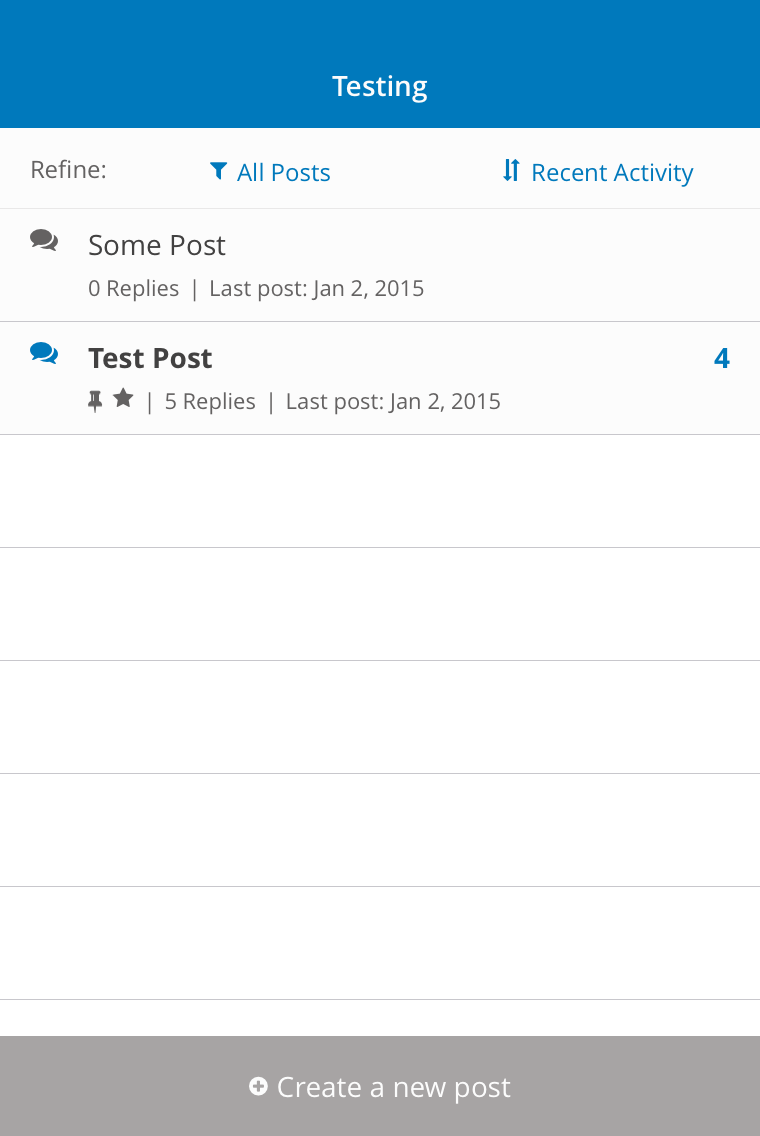 Testing
Refine: All Posts Recent Activity
Some Post
0 Replies | Last post: Jan 2, 2015
Test Post 4
| 5 Replies | Last post: Jan 2, 2015
Create a new post